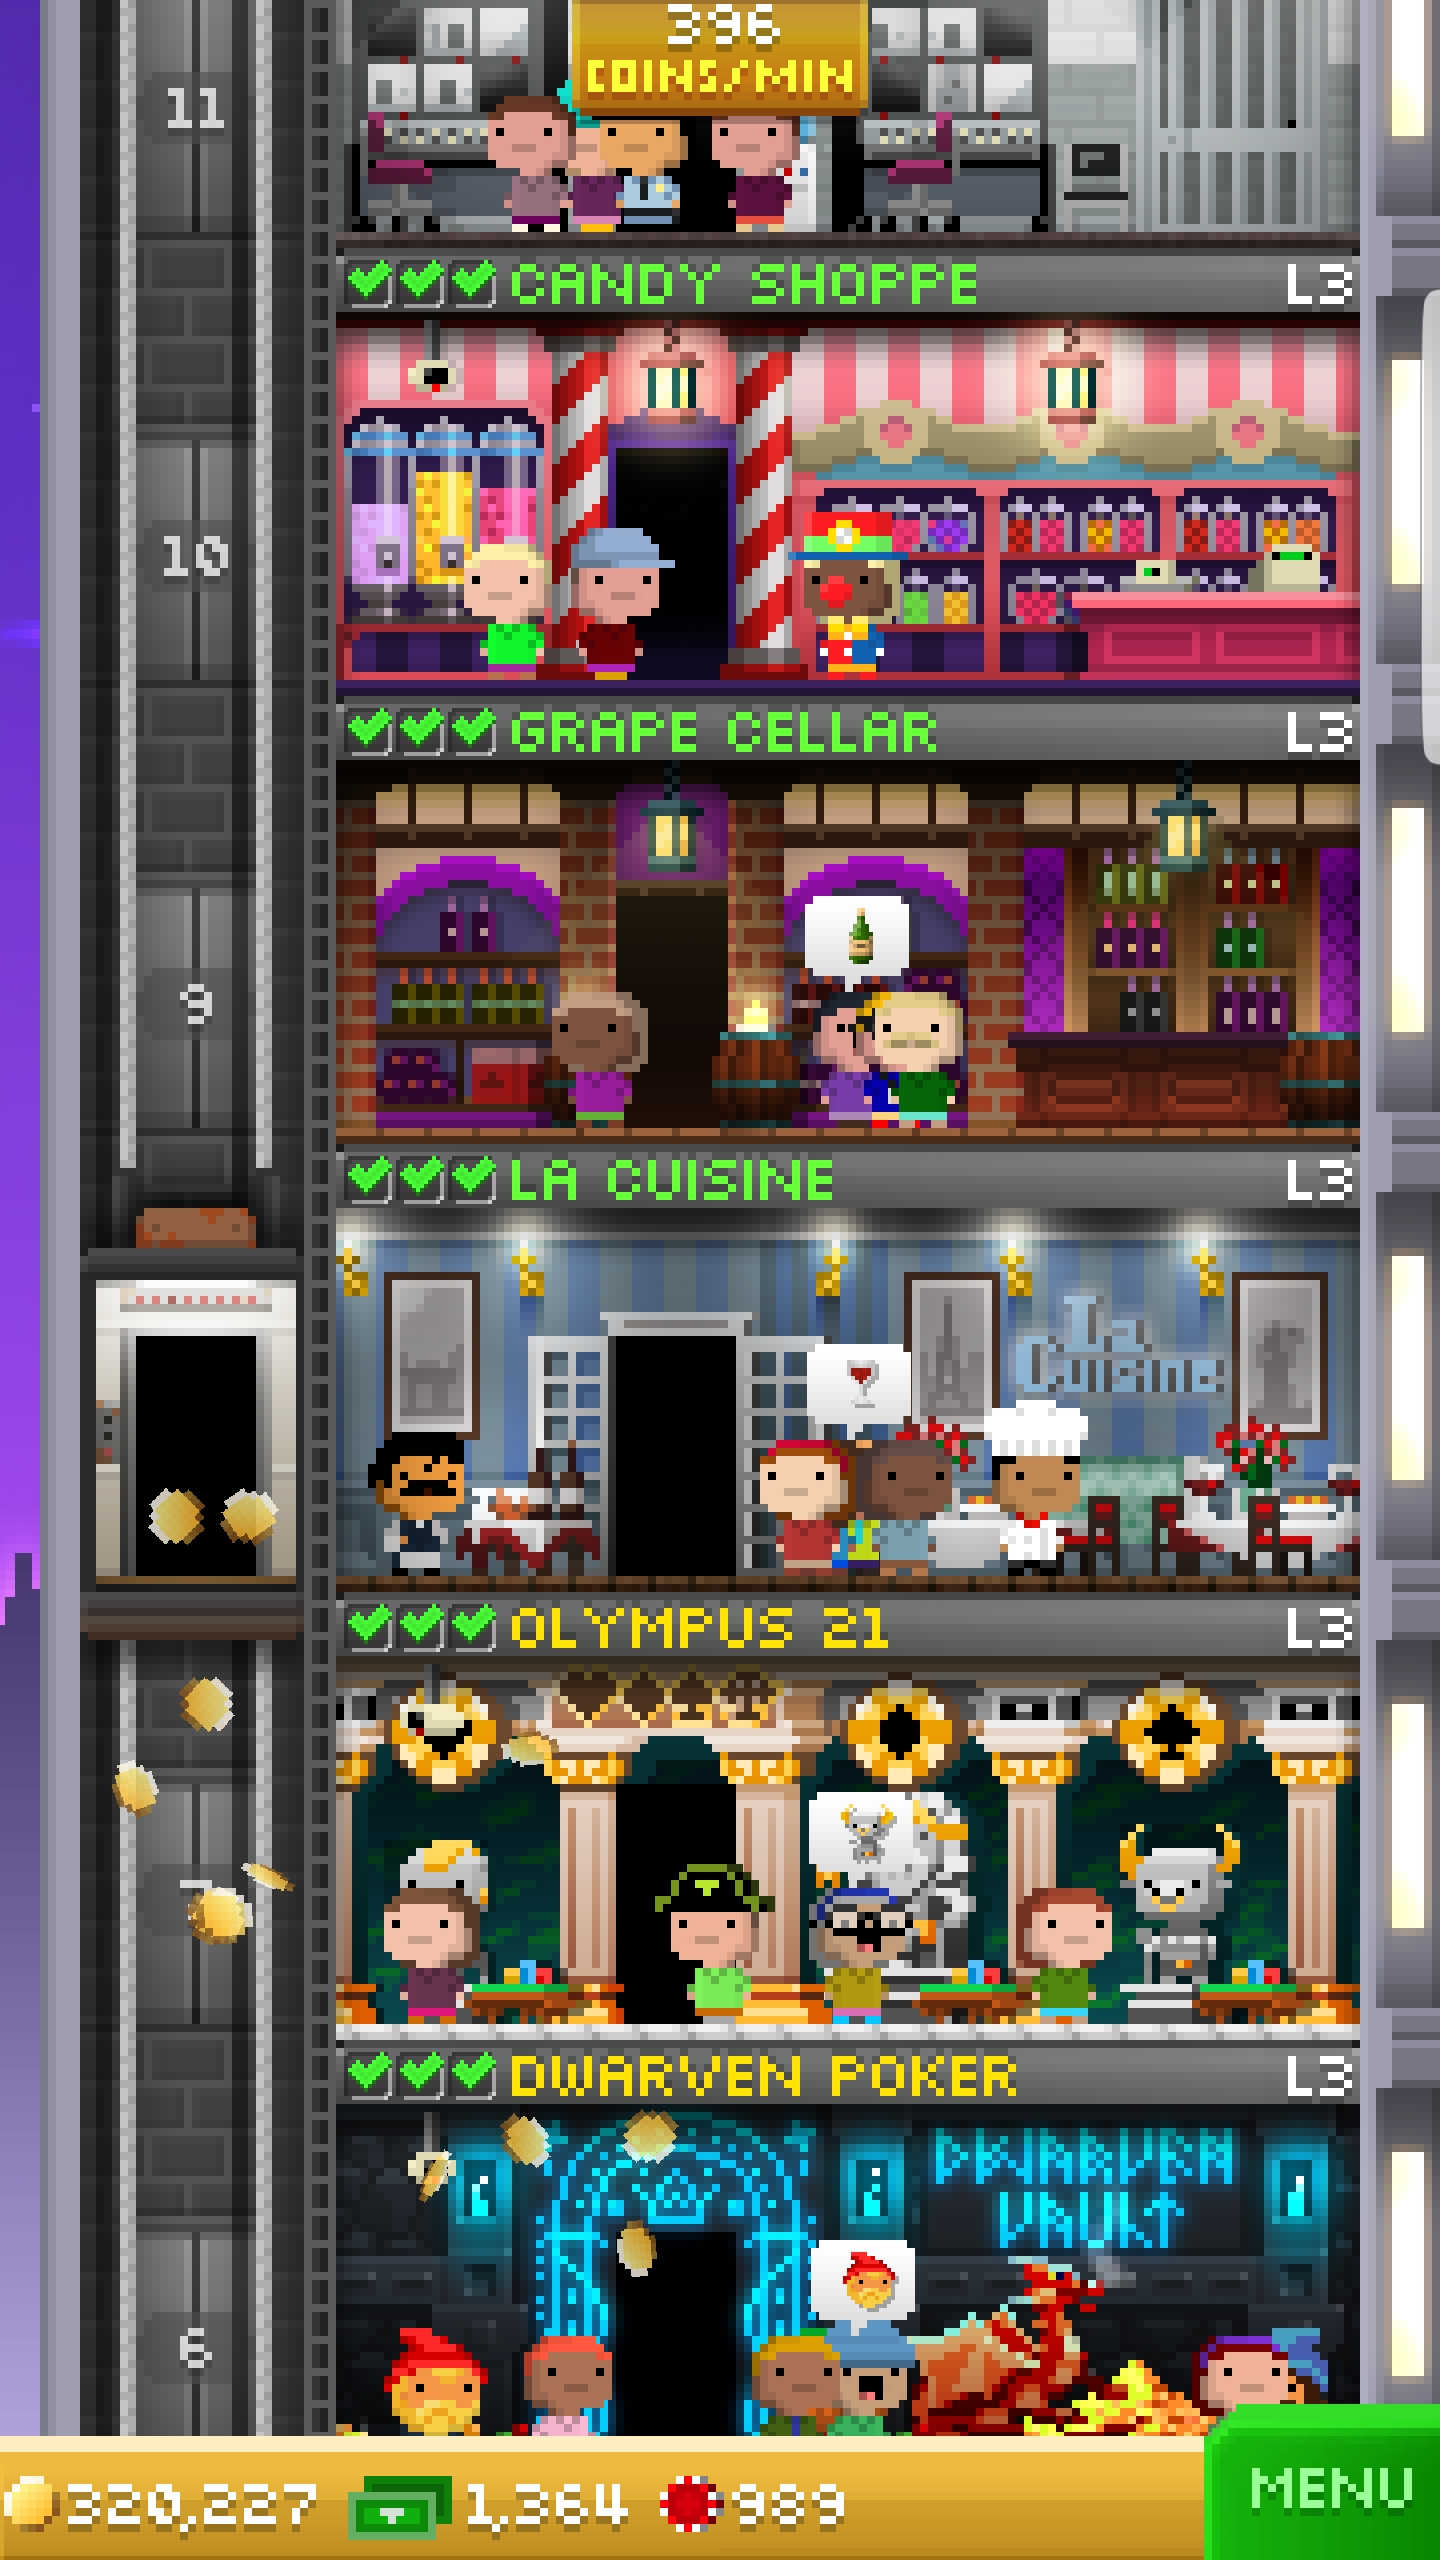 396
COINS/MIN
11
CANDY SHOPPE L3
10
GRAPE CELLAR L3
9
LA CUISINE L3
La
Cuisine
OLYMPUS 21 L3
DWARVEN POKER L3
DWARVEN
VAULT
6
320,227 1,364 989 MENU